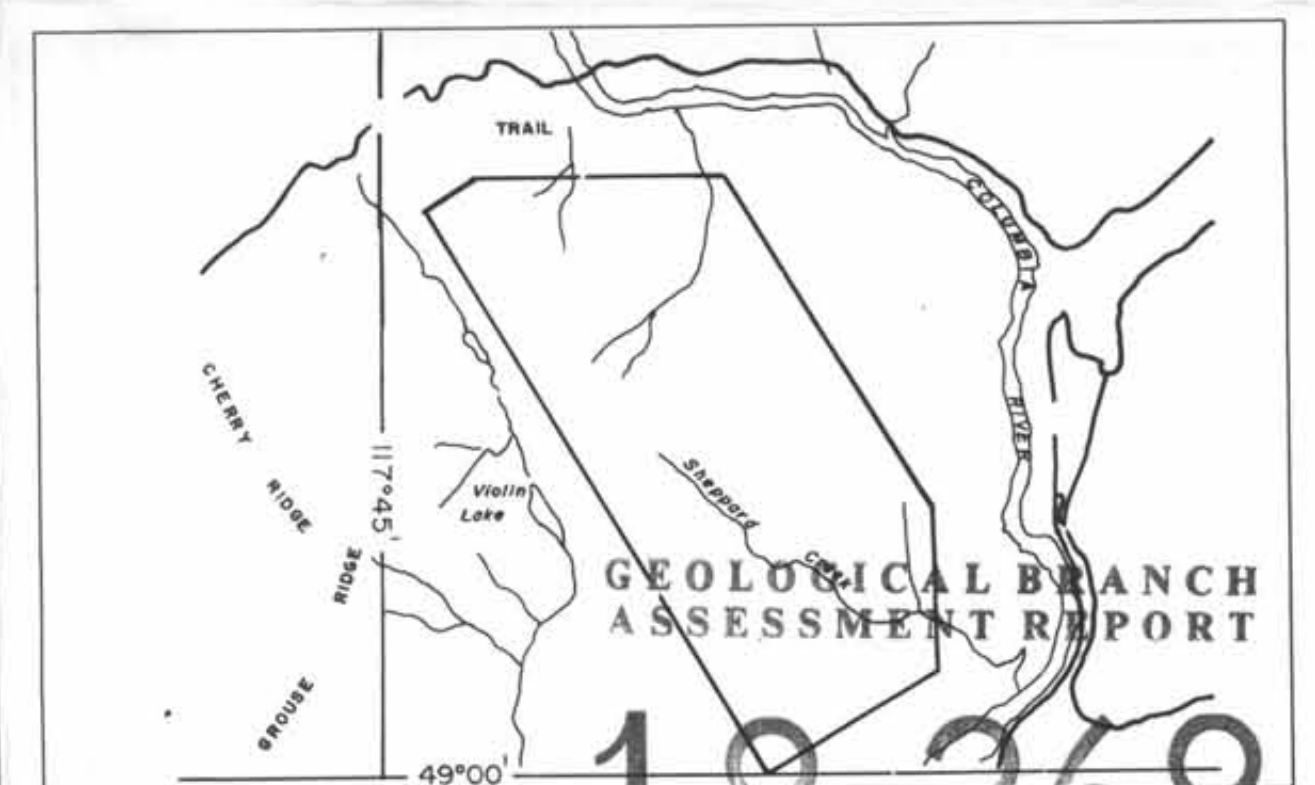 TRAIL
COLUMBIA
RIVER
CHERRY
RIDGE
117°45'
Violin
Lake
Sheppard
Creek
RIDGE
GROUSE
GEOLOGICAL BRANCH
ASSESSMENT REPORT
49°00'